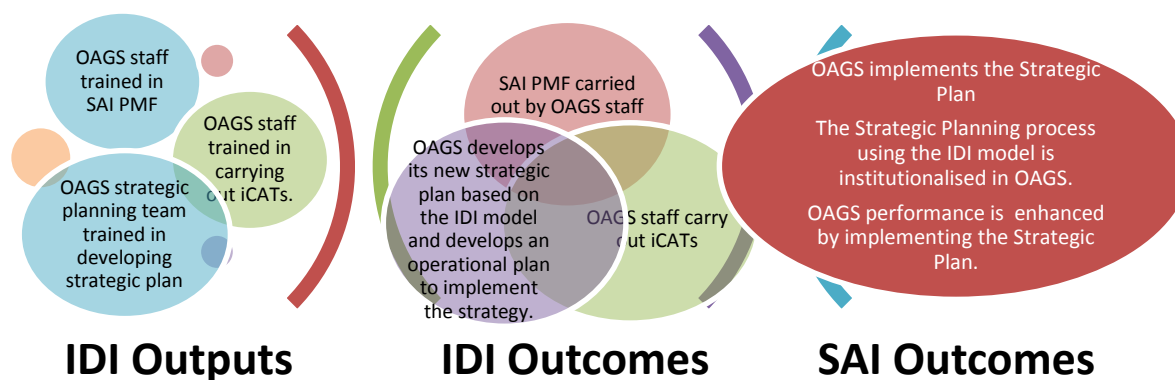 OAGS staff
trained in
SAI PMF
OAGS staff
trained in
carrying
out iCATs.
OAGS strategic
planning team
trained in
developing
strategic plan
SAI PMF carried
out by OAGS staff
OAGS develops
its new strategic
plan based on
the IDI model
and develops an
operational plan
to implement
the strategy.
OAGS staff carry
out iCATs
OAGS implements the Strategic
Plan
The Strategic Planning process
using the IDI model is
institutionalised in OAGS.
OAGS performance is  enhanced
by implementing the Strategic
Plan.
IDI Outputs
IDI Outcomes
SAI Outcomes